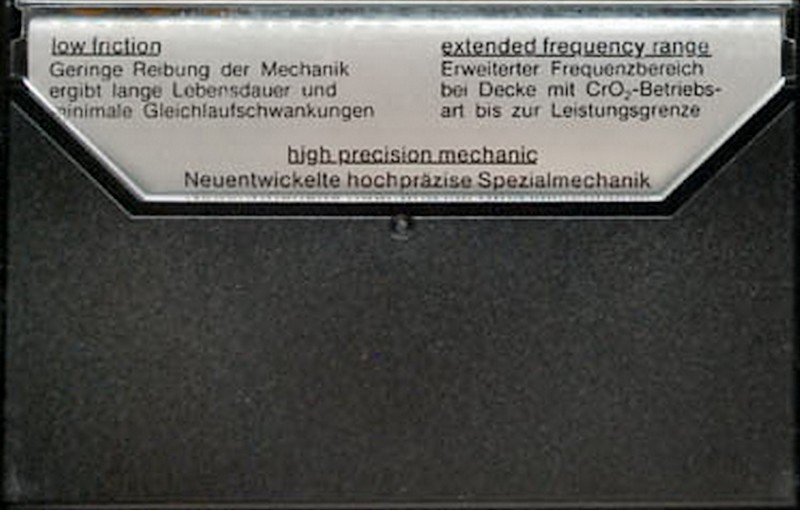 low friction
Geringe Reibung der Mechanik
ergibt lange Lebensdauer und
minimale Gleichlaufschwankungen
extended frequency range
Erweiterter Frequenzbereich
bei Decke mit CrO₂-Betriebs-
art bis zur Leistungsgrenze
high precision mechanic
Neuentwickelte hochpräzise Spezialmechanik